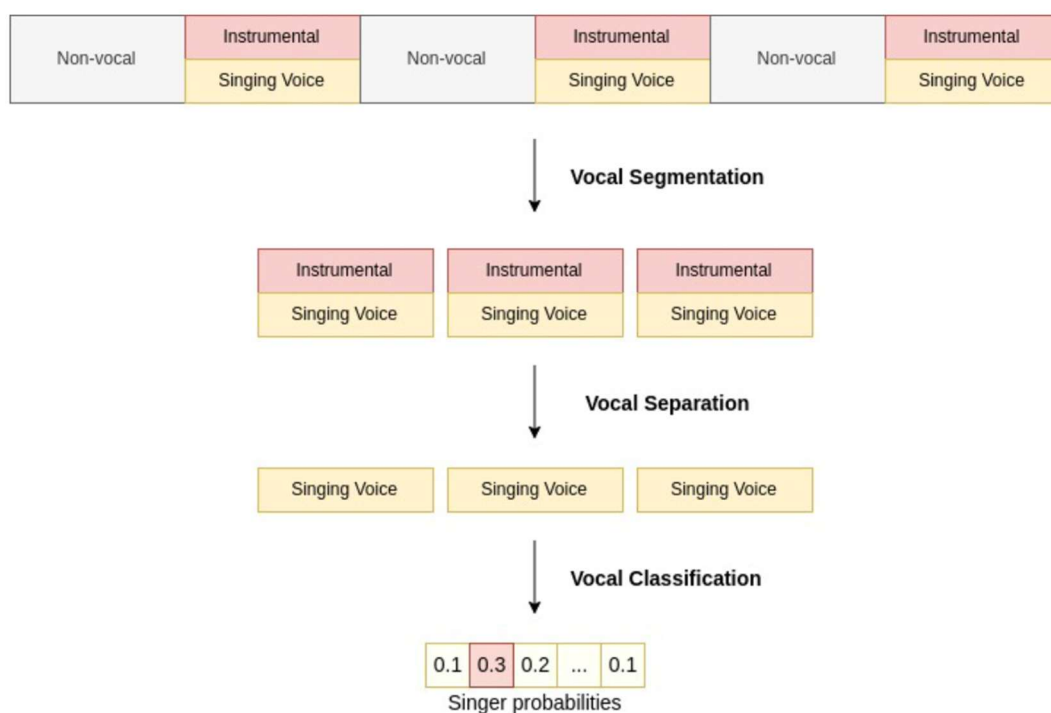 Instrumental Instrumental Instrumental
Non-vocal Non-vocal Non-vocal
Singing Voice Singing Voice Singing Voice
Vocal Segmentation
Instrumental Instrumental Instrumental
Singing Voice Singing Voice Singing Voice
Vocal Separation
Singing Voice Singing Voice Singing Voice
Vocal Classification
0.1 0.3 0.2 ... 0.1
Singer probabilities